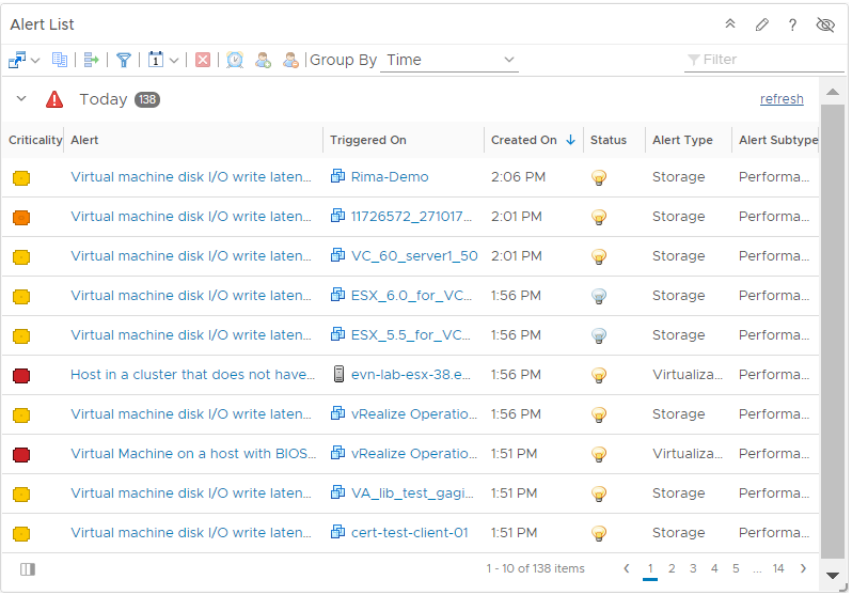 Alert List ?
1 Group By Time Filter
Today 138 refresh
Criticality Alert Triggered On Created On Status Alert Type Alert Subtype
Virtual machine disk I/O write laten... Rima-Demo 2:06 PM Storage Performa...
Virtual machine disk I/O write laten... 11726572_271017... 2:01 PM Storage Performa...
Virtual machine disk I/O write laten... VC_60_server1_50 2:01 PM Storage Performa...
Virtual machine disk I/O write laten... ESX_6.0_for_VC... 1:56 PM Storage Performa...
Virtual machine disk I/O write laten... ESX_5.5_for_VC... 1:56 PM Storage Performa...
Host in a cluster that does not have... evn-lab-esx-38.e... 1:56 PM Virtualiza... Performa...
Virtual machine disk I/O write laten... vRealize Operatio... 1:56 PM Storage Performa...
Virtual Machine on a host with BIOS... vRealize Operatio... 1:51 PM Virtualiza... Performa...
Virtual machine disk I/O write laten... VA_lib_test_gagi... 1:51 PM Storage Performa...
Virtual machine disk I/O write laten... cert-test-client-01 1:51 PM Storage Performa...
1 - 10 of 138 items 1 2 3 4 5 ... 14